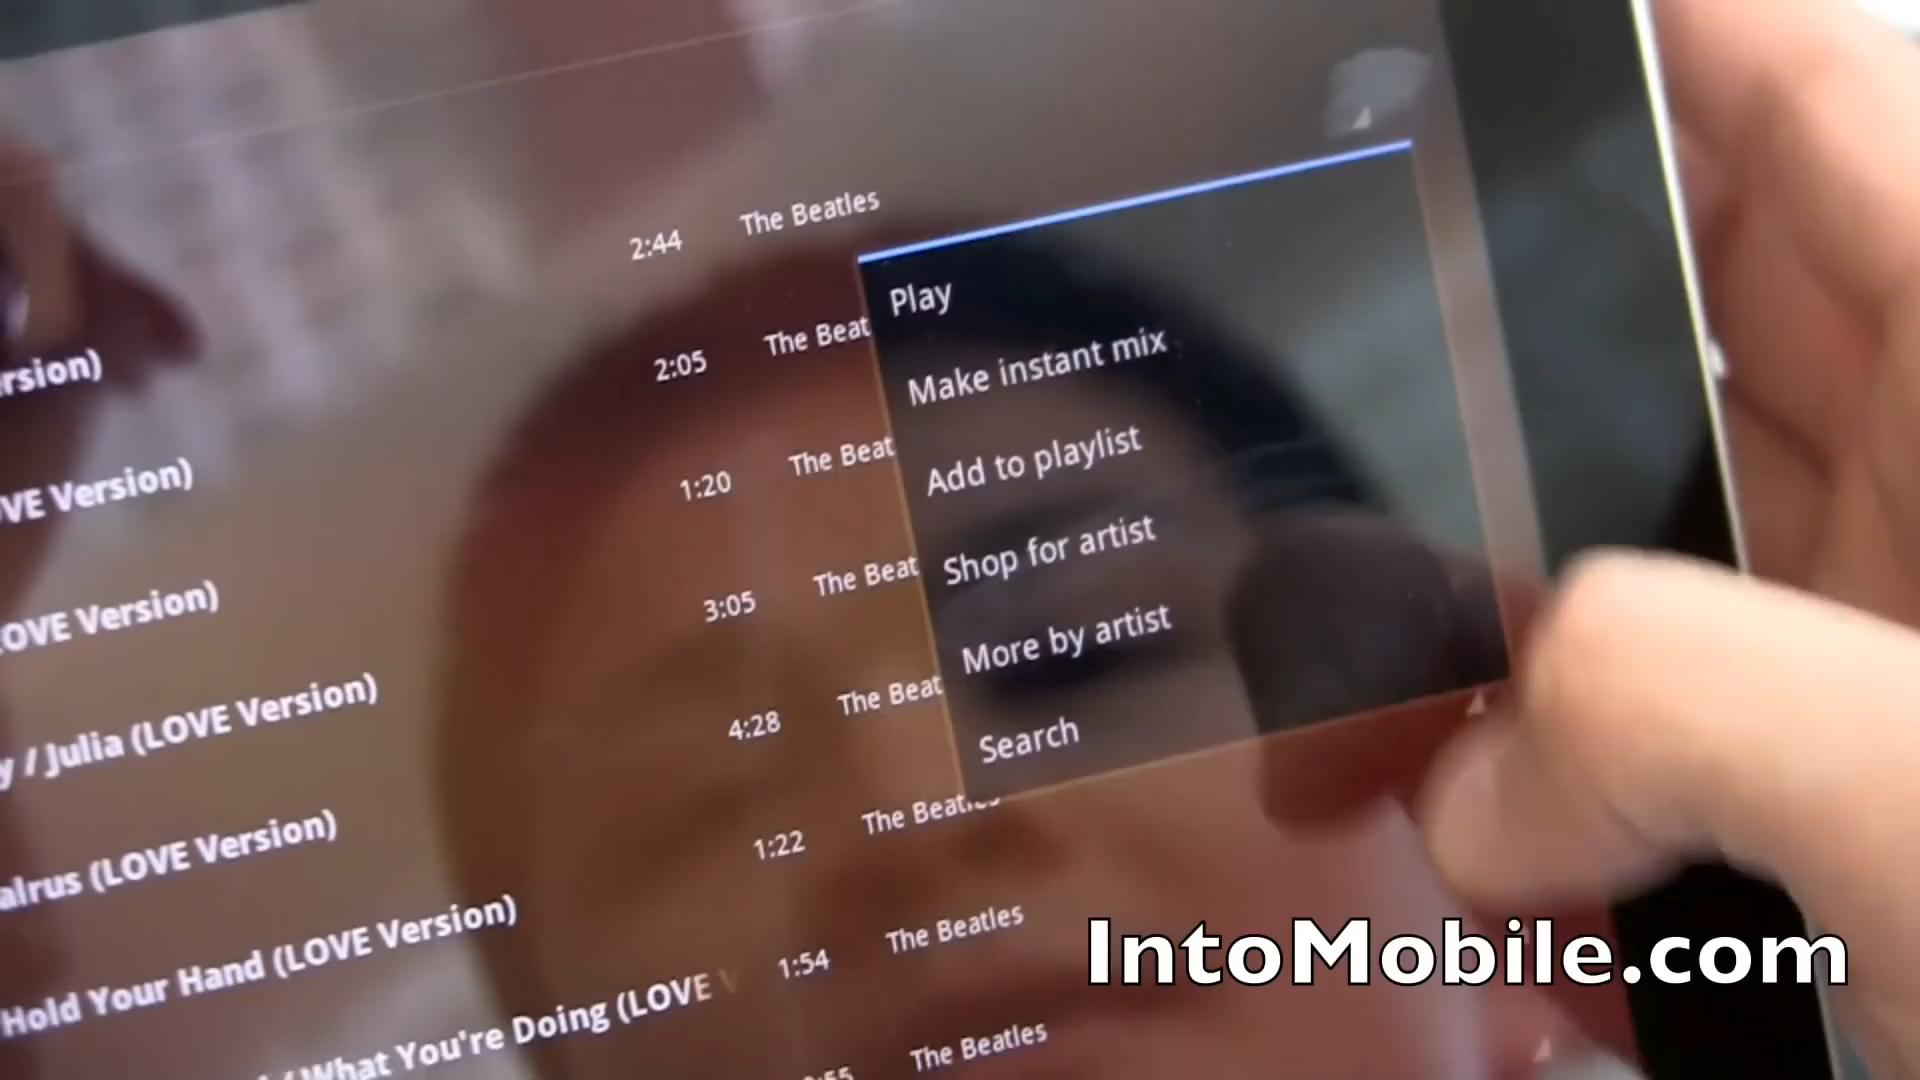 2:44 The Beatles
rsion) 2:05 The Beat
VE Version) 1:20 The Beat
OVE Version) 3:05 The Beat
y / Julia (LOVE Version) 4:28 The Beat
alrus (LOVE Version) 1:22 The Beatles
Hold Your Hand (LOVE Version) 1:54 The Beatles
/ What You're Doing (LOVE :55 The Beatles
Play
Make instant mix
Add to playlist
Shop for artist
More by artist
Search
IntoMobile.com